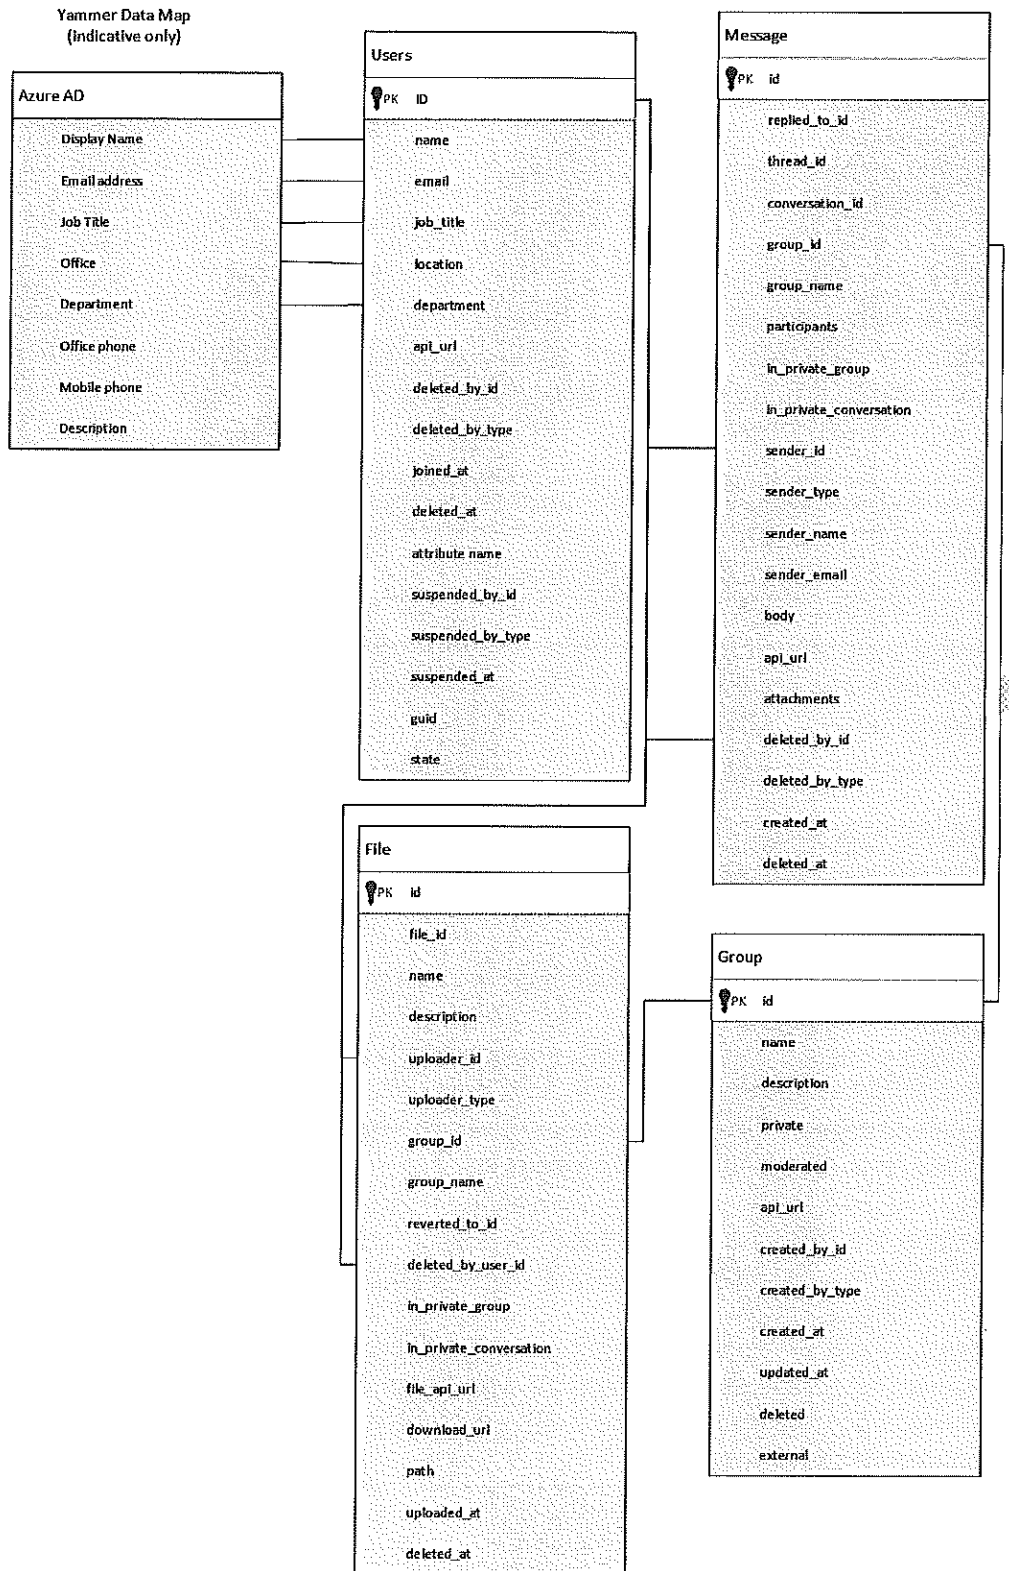 Yammer Data Map
(indicative only)
Azure AD
Display Name
Email address
Job Title
Office
Department
Office phone
Mobile phone
Description
Users
PK ID
name
email
job_title
location
department
api_url
deleted_by_id
deleted_by_type
joined_at
deleted_at
attribute name
suspended_by_id
suspended_by_type
suspended_at
guid
state
Message
PK id
replied_to_id
thread_id
conversation_id
group_id
group_name
participants
in_private_group
in_private_conversation
sender_id
sender_type
sender_name
sender_email
body
api_url
attachments
deleted_by_id
deleted_by_type
created_at
deleted_at
File
PK id
file_id
name
description
uploader_id
uploader_type
group_id
group_name
reverted_to_id
deleted_by_user_id
in_private_group
in_private_conversation
file_api_url
download_url
path
uploaded_at
deleted_at
Group
PK id
name
description
private
moderated
api_url
created_by_id
created_by_type
created_at
updated_at
deleted
external